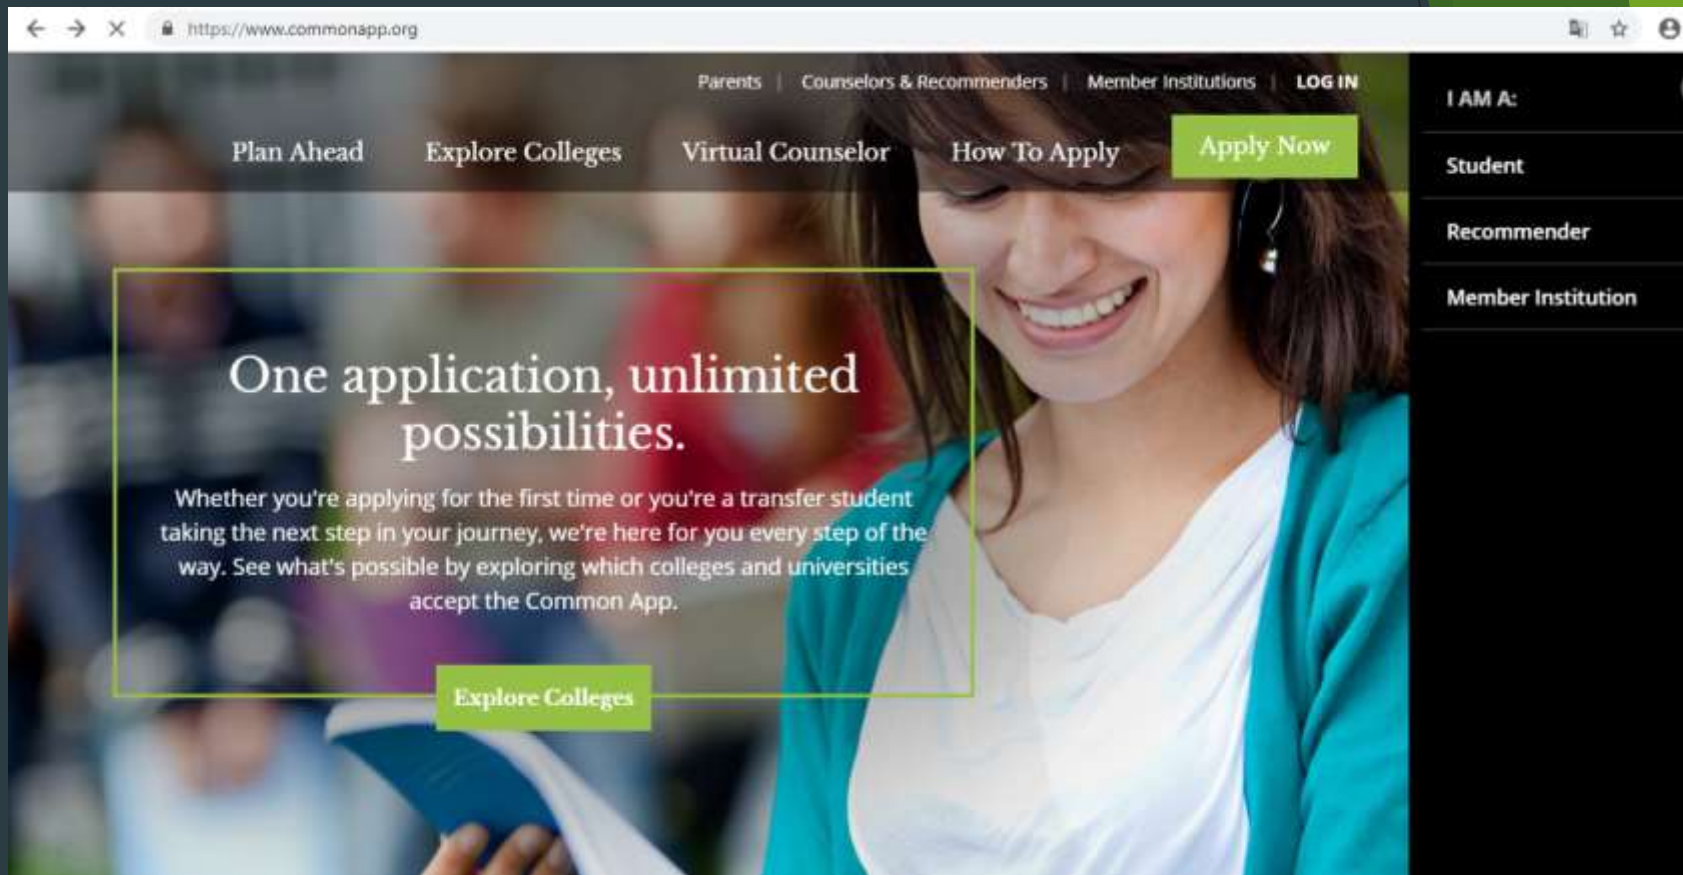 https://www.commonapp.org
Parents | Counselors & Recommenders | Member Institutions | LOG IN
Plan Ahead Explore Colleges Virtual Counselor How To Apply Apply Now
One application, unlimited
possibilities.
Whether you're applying for the first time or you're a transfer student
taking the next step in your journey, we're here for you every step of the
way. See what's possible by exploring which colleges and universities
accept the Common App.
Explore Colleges
I AM A:
Student
Recommender
Member Institution